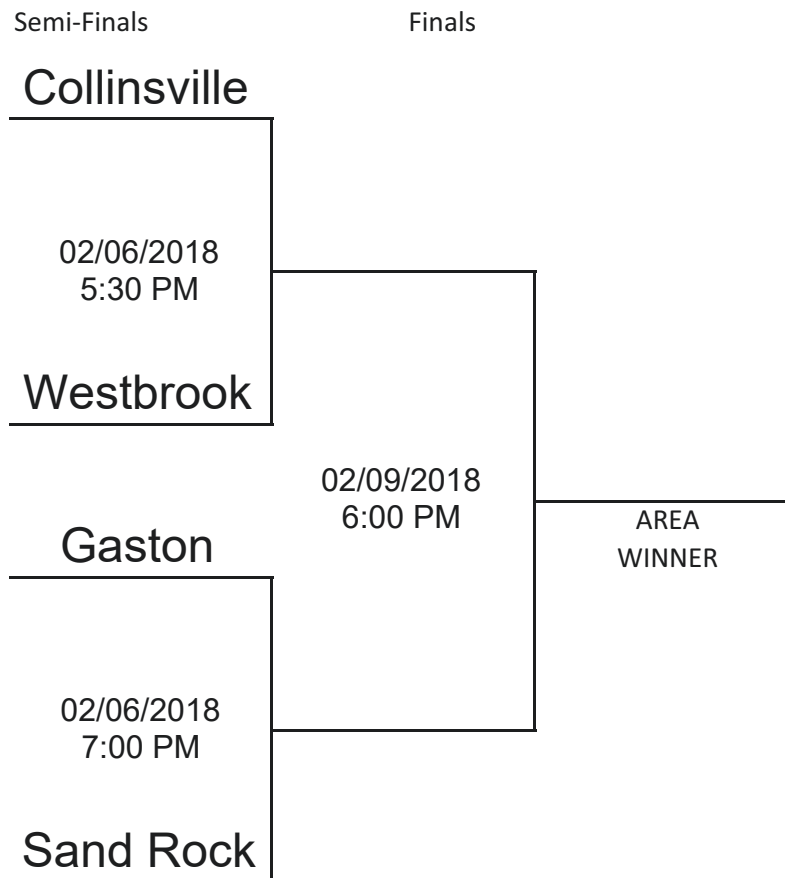 Semi-Finals
Finals
Collinsville
02/06/2018
5:30 PM
Westbrook
02/09/2018
6:00 PM
AREA
WINNER
Gaston
02/06/2018
7:00 PM
Sand Rock